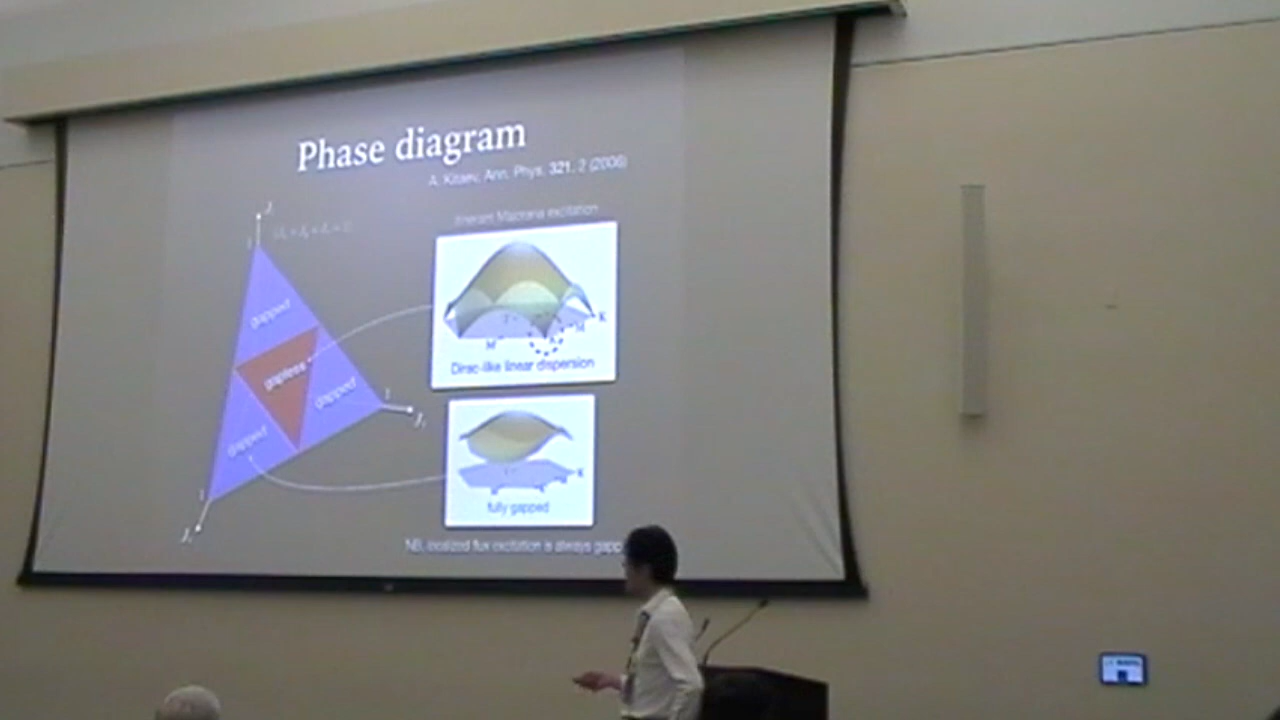 Phase diagram
A. Kitaev, Ann. Phys. 321, 2 (2006)
itinerant Majorana excitation
gapped
gapless
gapped
gapped
M
M
K
Dirac-like linear dispersion
K
fully gapped
NB, localized flux excitation is always